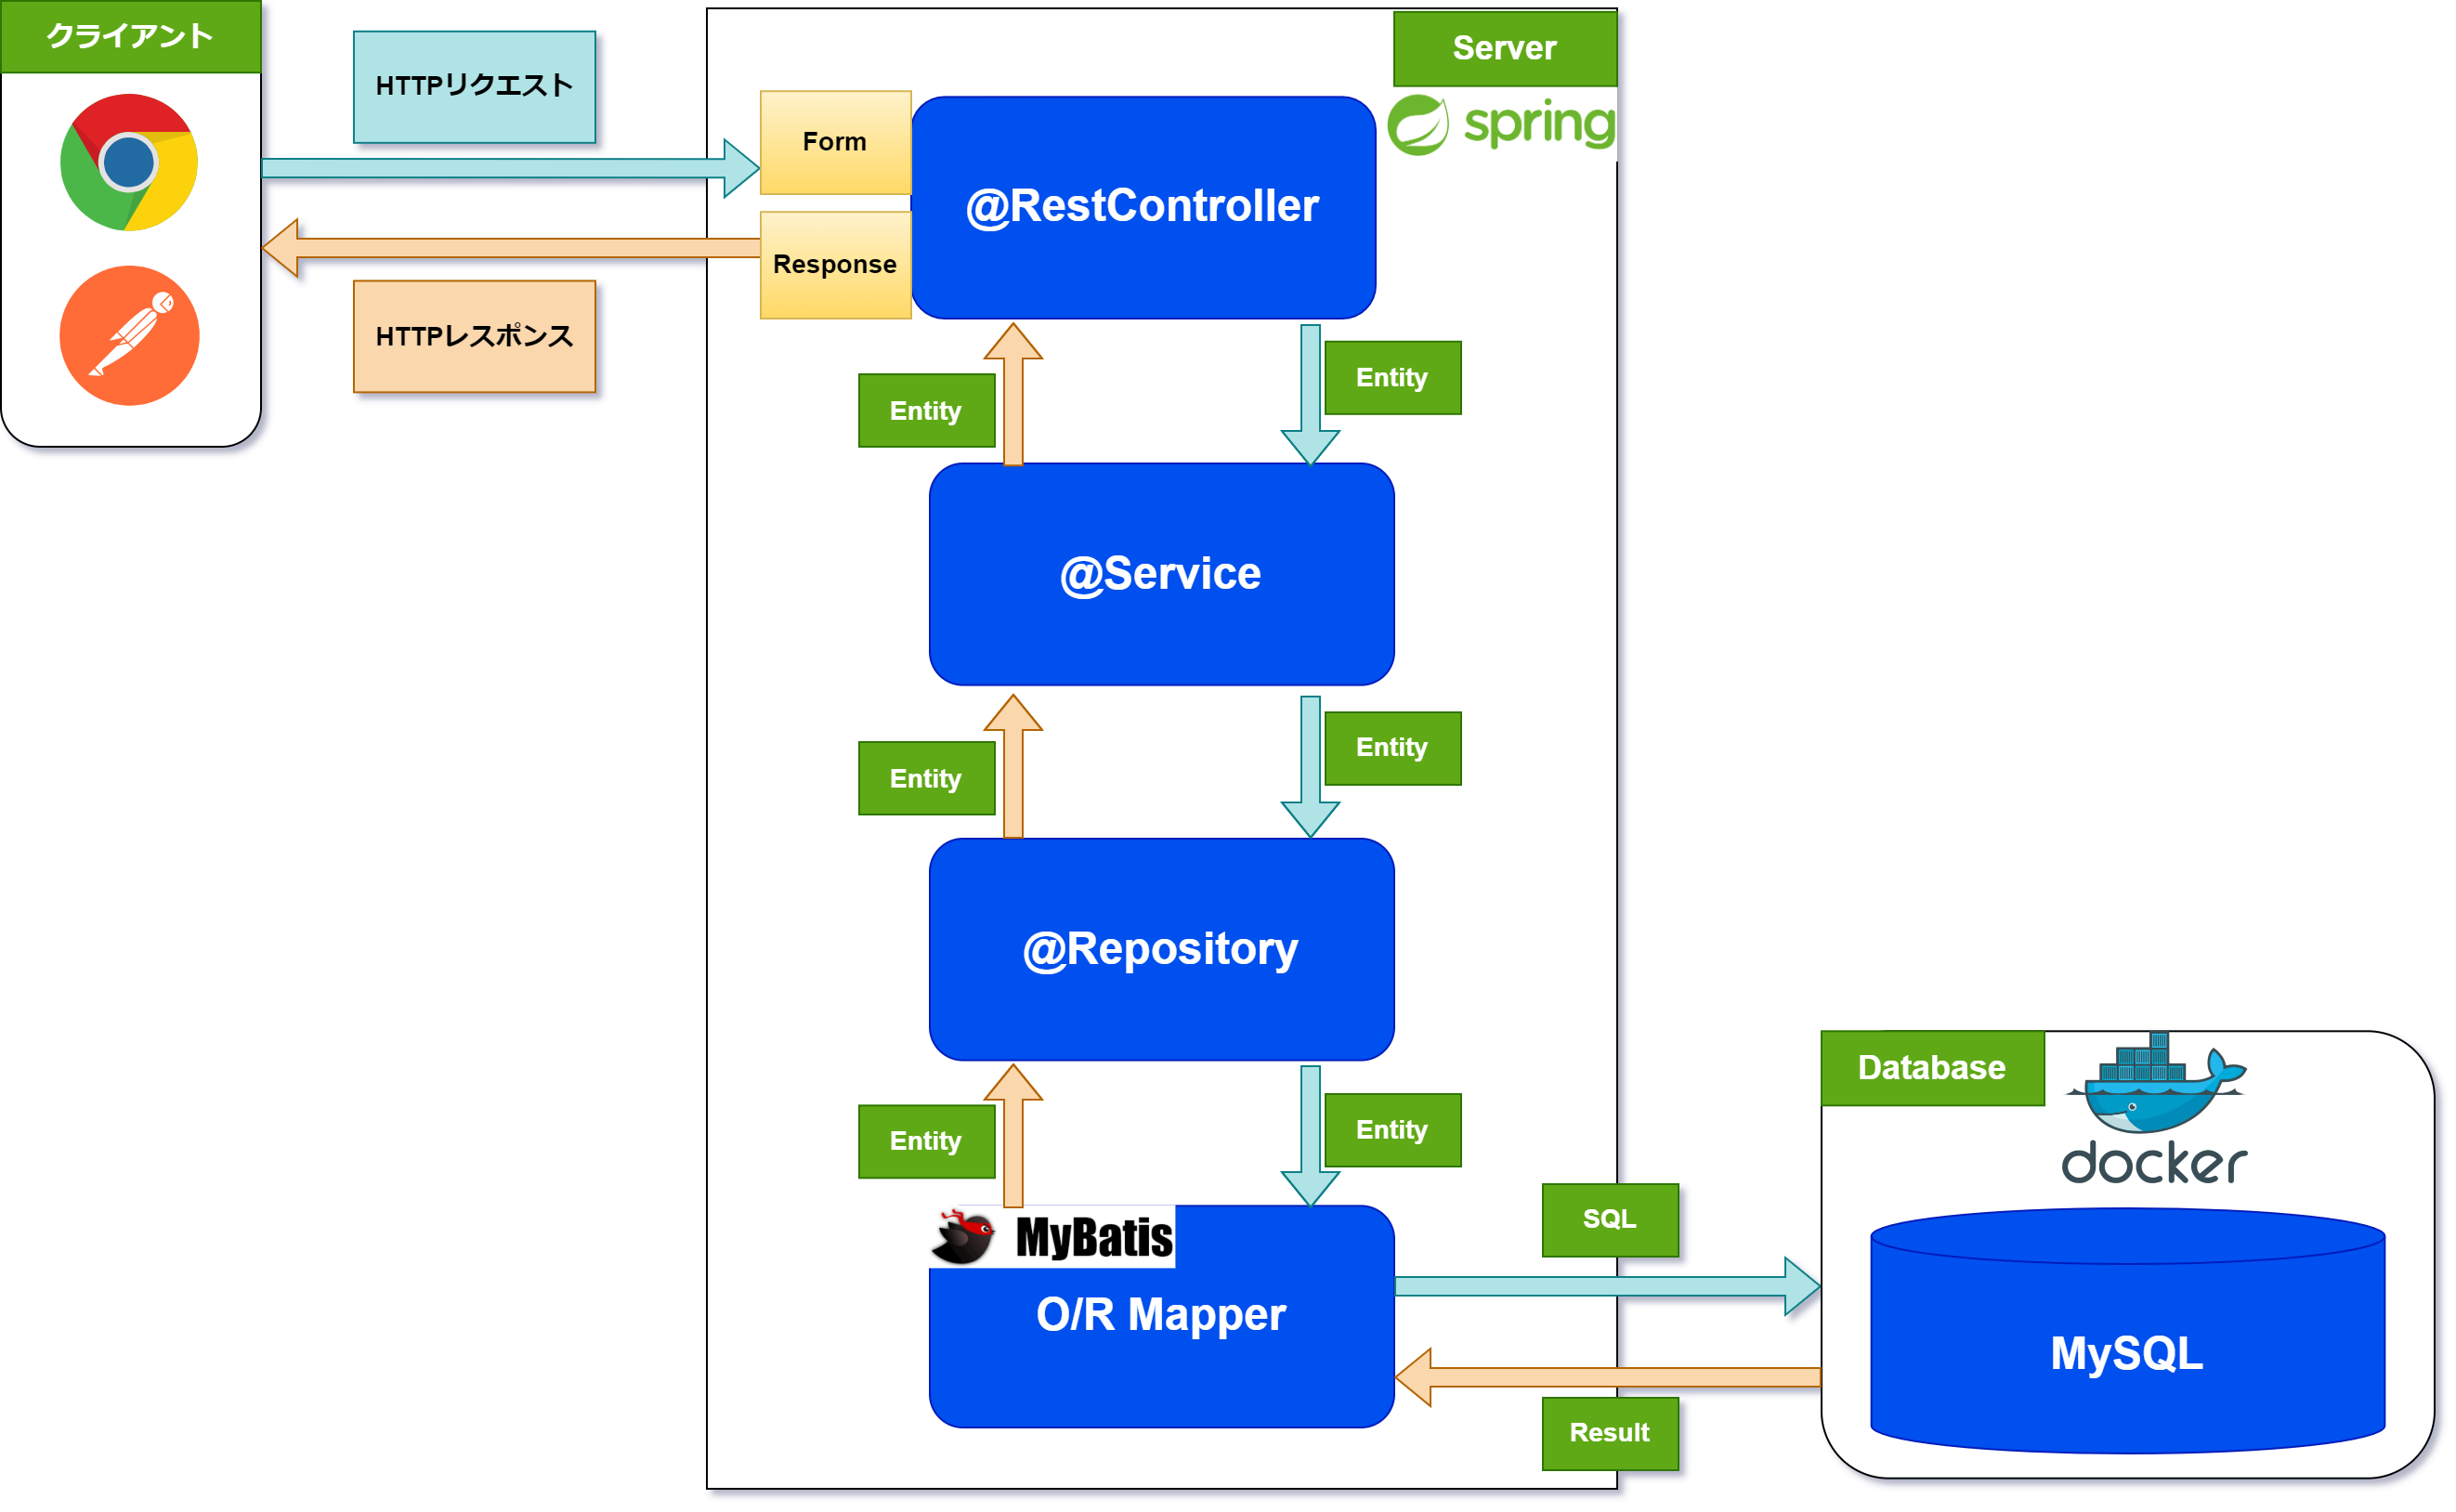 クライアント
HTTPリクエスト
HTTPレスポンス
Server
spring
Form
Response
@RestController
Entity
Entity
@Service
Entity
Entity
@Repository
Entity
Entity
MyBatis
O/R Mapper
SQL
Result
Database
docker
MySQL